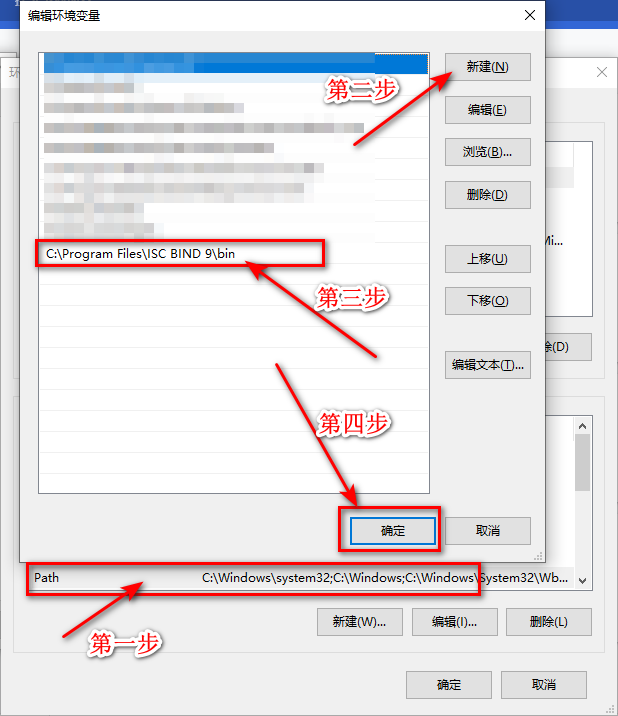 编辑环境变量
新建(N)
第二步
编辑(E)
浏览(B)...
删除(D)
Mi...
C:\Program Files\ISC BIND 9\bin
上移(U)
第三步
下移(O)
除(D)
编辑文本(T)...
第四步
确定
取消
Path
C:\Windows\system32;C:\Windows;C:\Windows\System32\Wb...
新建(W)...
编辑(I)...
删除(L)
第一步
确定
取消